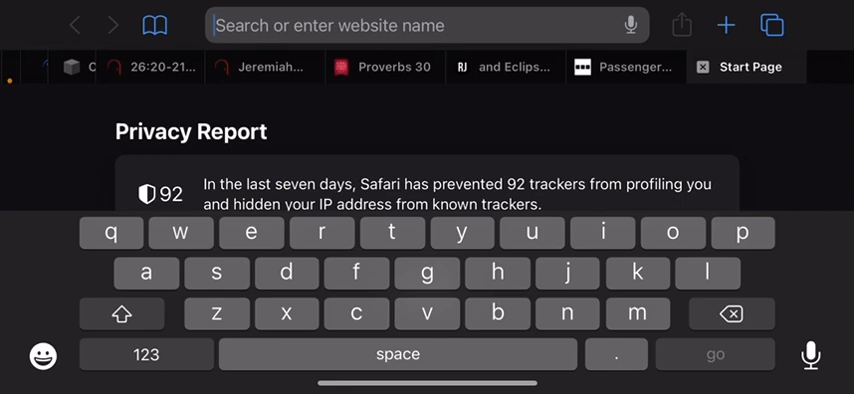 Search or enter website name
C
26:20-21...
Jeremiah...
Proverbs 30
RJ and Eclips...
Passenger...
Start Page
Privacy Report
92
In the last seven days, Safari has prevented 92 trackers from profiling you
and hidden your IP address from known trackers.
q w e r t y u i o p
a s d f g h j k l
z x c v b n m
123 space . go